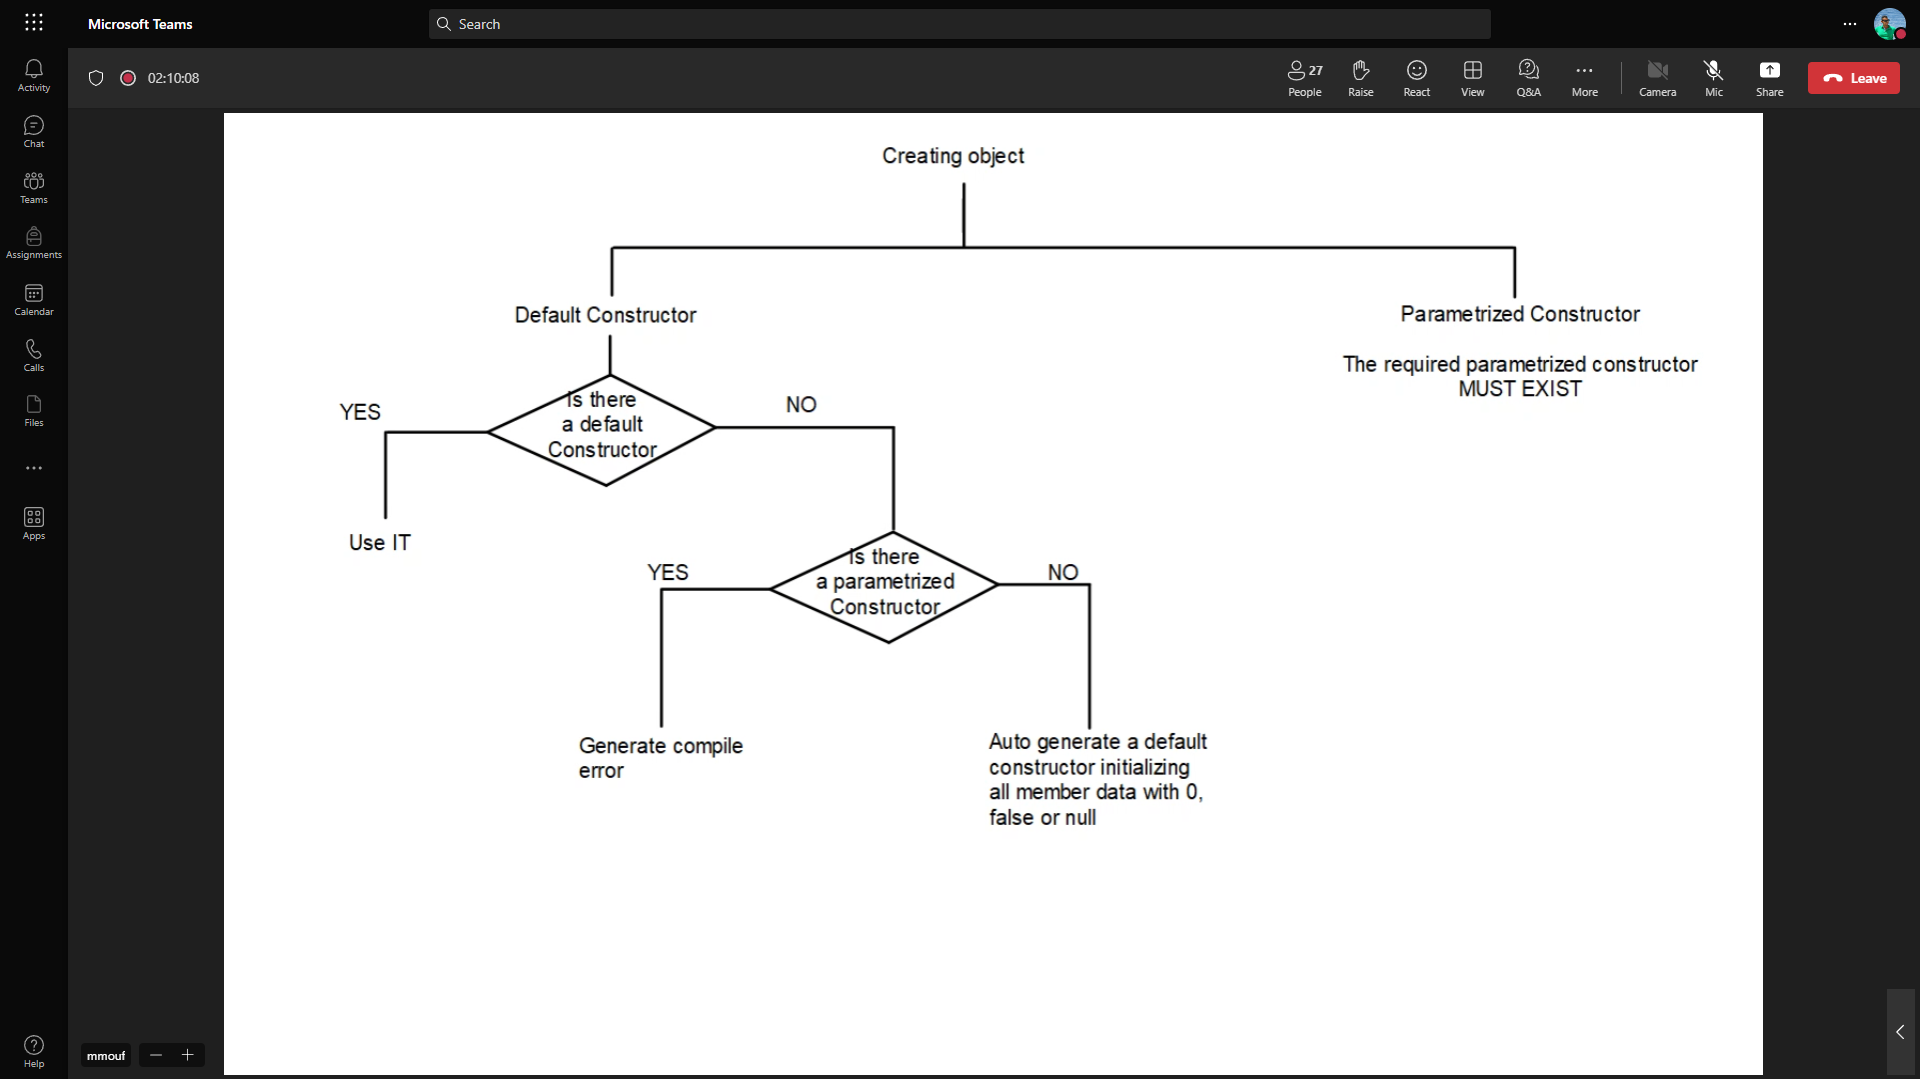 Microsoft Teams
Search
Activity
Chat
Teams
Assignments
Calendar
Calls
Files
Apps
Help
02:10:08
27
People
Raise
React
View
Q&A
More
Camera
Mic
Share
Leave
Creating object
Default Constructor
Parametrized Constructor
The required parametrized constructor
MUST EXIST
YES
Is there
a default
Constructor
NO
Use IT
YES
Is there
a parametrized
Constructor
NO
Generate compile
error
Auto generate a default
constructor initializing
all member data with 0,
false or null
mmouf